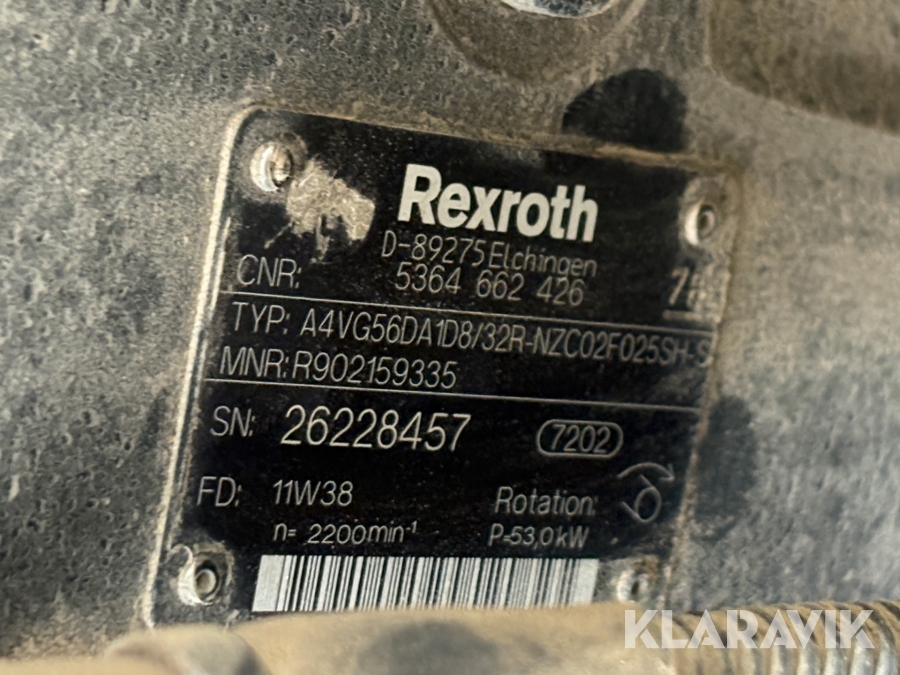 Rexroth
D-89275 Elchingen
CNR: 5364 662 426
TYP: A4VG56DA1D8/32R-NZC02F025SH-S
MNR: R902159335
SN: 26228457 7202
FD: 11W38 Rotation:
n= 2200min-1 P=53,0kW
KLARAVIK